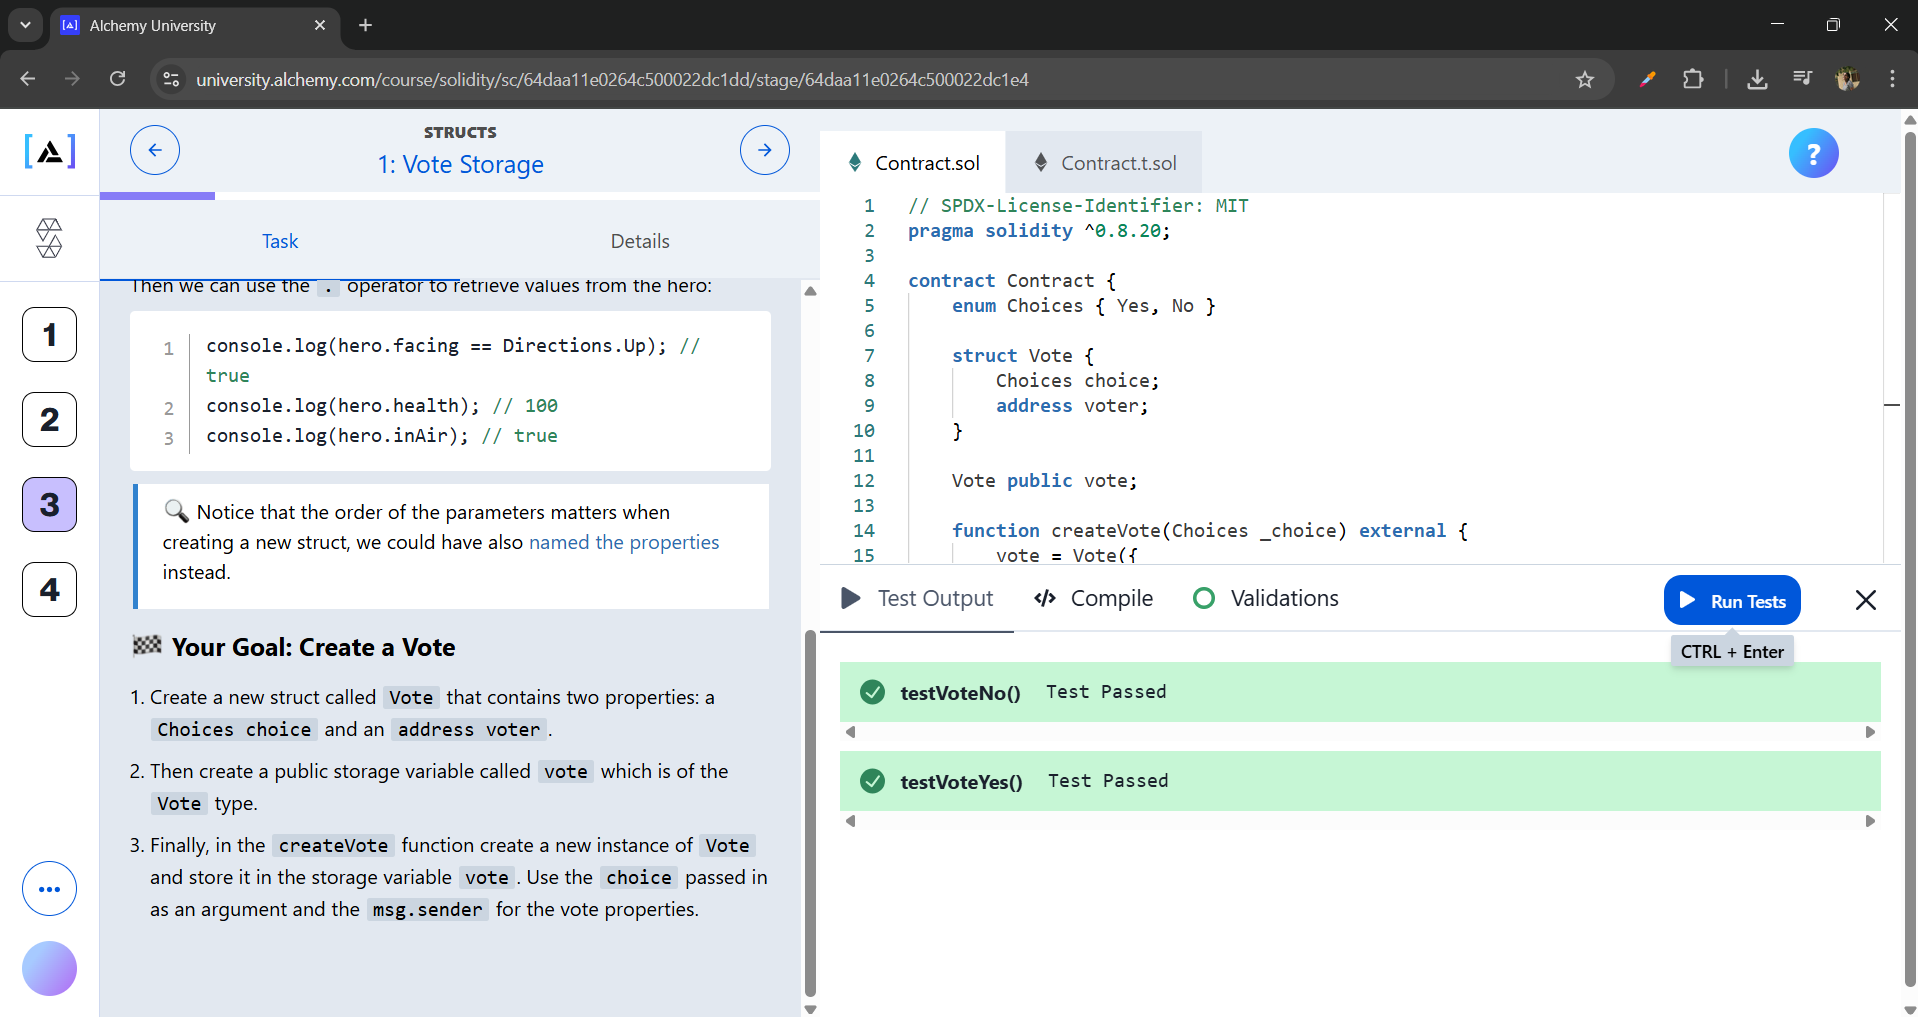 Alchemy University
university.alchemy.com/course/solidity/sc/64daa11e0264c500022dc1dd/stage/64daa11e0264c500022dc1e4
STRUCTS
1: Vote Storage
Task
Details
1
2
3
4
Then we can use the . operator to retrieve values from the hero:
1 console.log(hero.facing == Directions.Up); //
true
2 console.log(hero.health); // 100
3 console.log(hero.inAir); // true
🔍 Notice that the order of the parameters matters when
creating a new struct, we could have also named the properties
instead.
🏁 Your Goal: Create a Vote
1. Create a new struct called Vote that contains two properties: a
Choices choice and an address voter.
2. Then create a public storage variable called vote which is of the
Vote type.
3. Finally, in the createVote function create a new instance of Vote
and store it in the storage variable vote. Use the choice passed in
as an argument and the msg.sender for the vote properties.
Contract.sol
Contract.t.sol
?
1 // SPDX-License-Identifier: MIT
2 pragma solidity ^0.8.20;
3
4 contract Contract {
5 enum Choices { Yes, No }
6
7 struct Vote {
8 Choices choice;
9 address voter;
10 }
11
12 Vote public vote;
13
14 function createVote(Choices _choice) external {
15 vote = Vote({
Test Output
Compile
Validations
Run Tests
CTRL + Enter
testVoteNo() Test Passed
testVoteYes() Test Passed